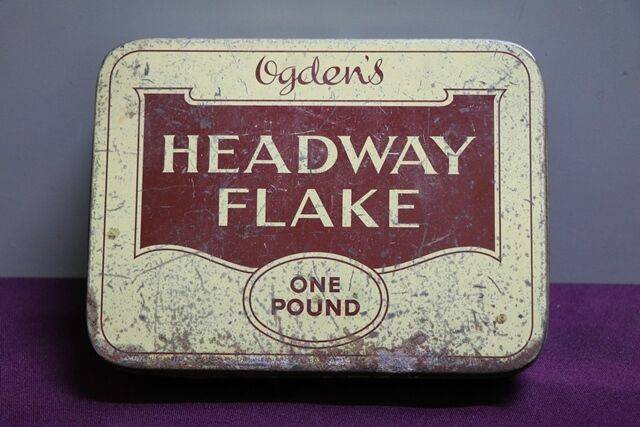 Ogden's
HEADWAY
FLAKE
ONE
POUND